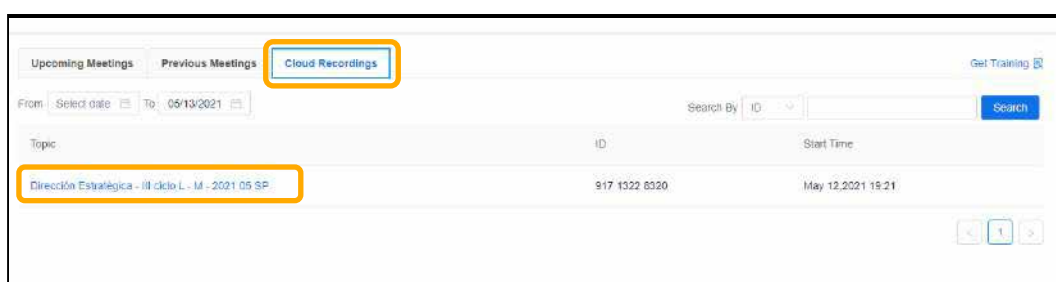 Upcoming Meetings Previous Meetings Cloud Recordings Get Training
From Select date To 05/13/2021 Search By ID Search
Topic ID Start Time
Dirección Estratégica - III ciclo L - M - 2021 05 SP 917 1322 8320 May 12,2021 19:21
< 1 >